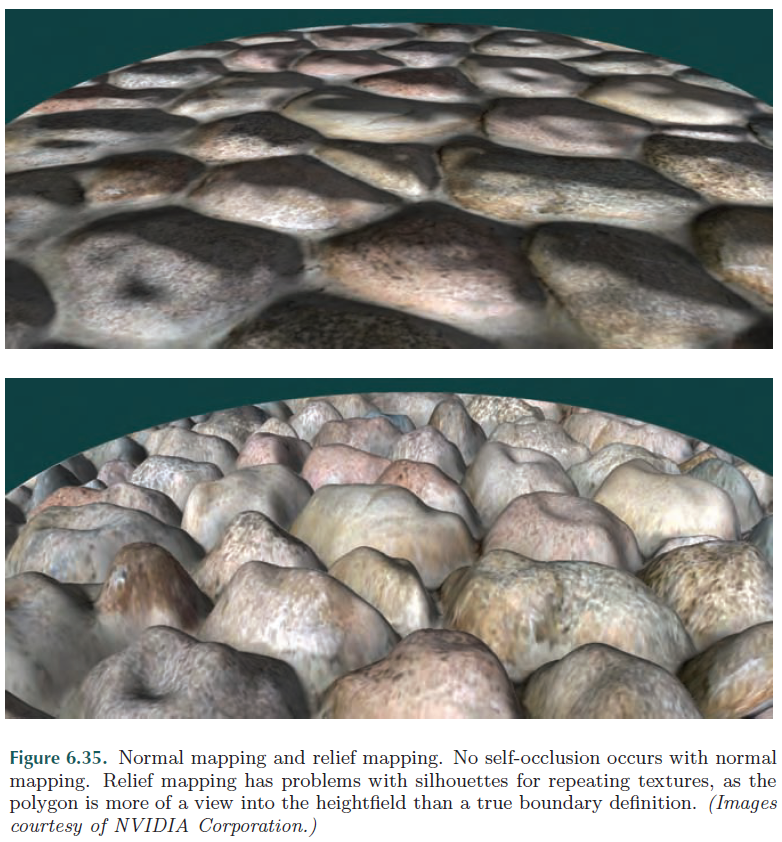 Figure 6.35. Normal mapping and relief mapping. No self-occlusion occurs with normal
mapping. Relief mapping has problems with silhouettes for repeating textures, as the
polygon is more of a view into the heightfield than a true boundary definition. (Images
courtesy of NVIDIA Corporation.)